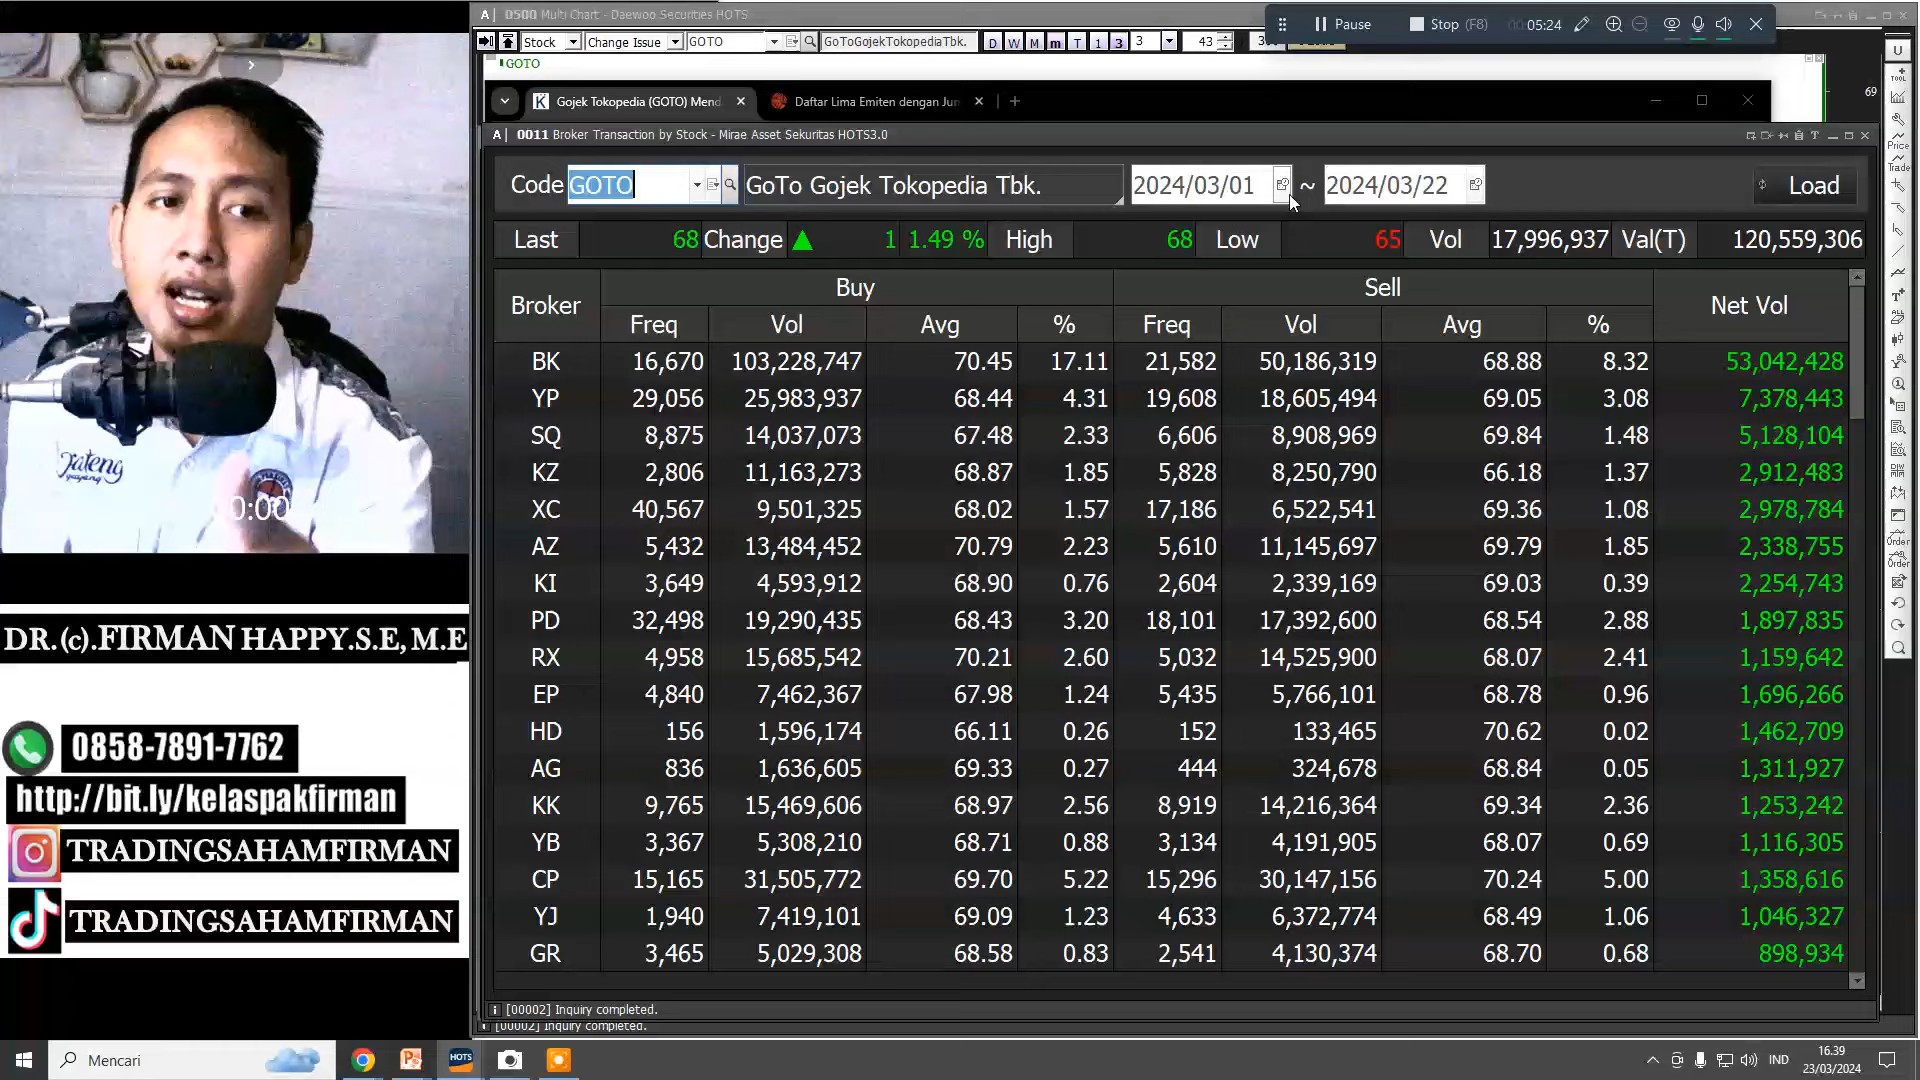 D500 Multi Chart - Daewoo Securities HOTS
Pause
Stop (F8)
00:05:24
Stock
Change Issue
GOTO
GoToGojekTokopediaTbk.
D W M m T 1 3
3
43
GOTO
69
Gojek Tokopedia (GOTO) Mend
Daftar Lima Emiten dengan Jum
0011 Broker Transaction by Stock - Mirae Asset Sekuritas HOTS3.0
Code GOTO GoTo Gojek Tokopedia Tbk. 2024/03/01 ~ 2024/03/22 Load
Last 68 Change ▲ 1 1.49 % High 68 Low 65 Vol 17,996,937 Val(T) 120,559,306
Broker Buy Sell Net Vol
Freq Vol Avg % Freq Vol Avg %
BK 16,670 103,228,747 70.45 17.11 21,582 50,186,319 68.88 8.32 53,042,428
YP 29,056 25,983,937 68.44 4.31 19,608 18,605,494 69.05 3.08 7,378,443
SQ 8,875 14,037,073 67.48 2.33 6,606 8,908,969 69.84 1.48 5,128,104
KZ 2,806 11,163,273 68.87 1.85 5,828 8,250,790 66.18 1.37 2,912,483
XC 40,567 9,501,325 68.02 1.57 17,186 6,522,541 69.36 1.08 2,978,784
AZ 5,432 13,484,452 70.79 2.23 5,610 11,145,697 69.79 1.85 2,338,755
KI 3,649 4,593,912 68.90 0.76 2,604 2,339,169 69.03 0.39 2,254,743
PD 32,498 19,290,435 68.43 3.20 18,101 17,392,600 68.54 2.88 1,897,835
RX 4,958 15,685,542 70.21 2.60 5,032 14,525,900 68.07 2.41 1,159,642
EP 4,840 7,462,367 67.98 1.24 5,435 5,766,101 68.78 0.96 1,696,266
HD 156 1,596,174 66.11 0.26 152 133,465 70.62 0.02 1,462,709
AG 836 1,636,605 69.33 0.27 444 324,678 68.84 0.05 1,311,927
KK 9,765 15,469,606 68.97 2.56 8,919 14,216,364 69.34 2.36 1,253,242
YB 3,367 5,308,210 68.71 0.88 3,134 4,191,905 68.07 0.69 1,116,305
CP 15,165 31,505,772 69.70 5.22 15,296 30,147,156 70.24 5.00 1,358,616
YJ 1,940 7,419,101 69.09 1.23 4,633 6,372,774 68.49 1.06 1,046,327
GR 3,465 5,029,308 68.58 0.83 2,541 4,130,374 68.70 0.68 898,934
[00002] Inquiry completed.
[00002] Inquiry completed.
U
TOOL
Price
Trade
Order
Order
Jateng
gayeng
0:00
DR.(c).FIRMAN HAPPY.S.E, M.E
0858-7891-7762
http://bit.ly/kelaspakfirman
TRADINGSAHAMFIRMAN
TRADINGSAHAMFIRMAN
Mencari
HOTS
IND
16.39
23/03/2024